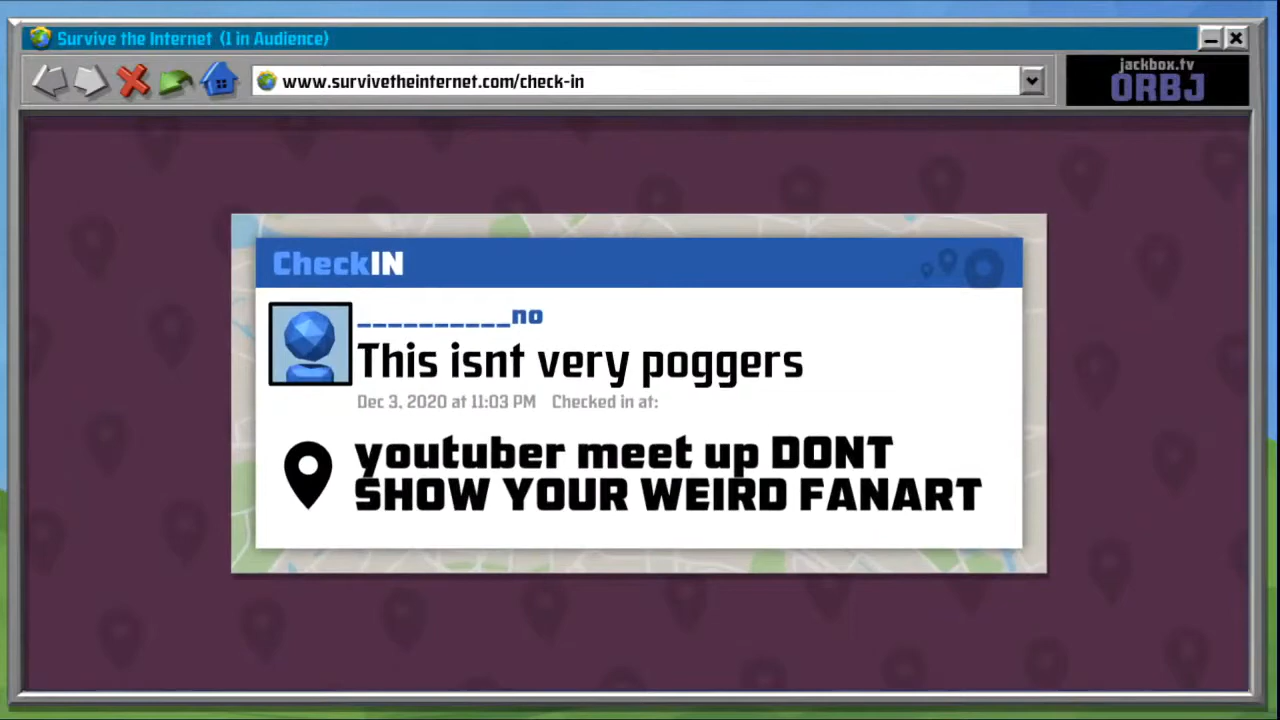 Survive the Internet (1 in Audience)
www.survivetheinternet.com/check-in
jackbox.tv
ORBJ
CheckIN
__________no
This isnt very poggers
Dec 3, 2020 at 11:03 PM Checked in at:
youtuber meet up DONT
SHOW YOUR WEIRD FANART